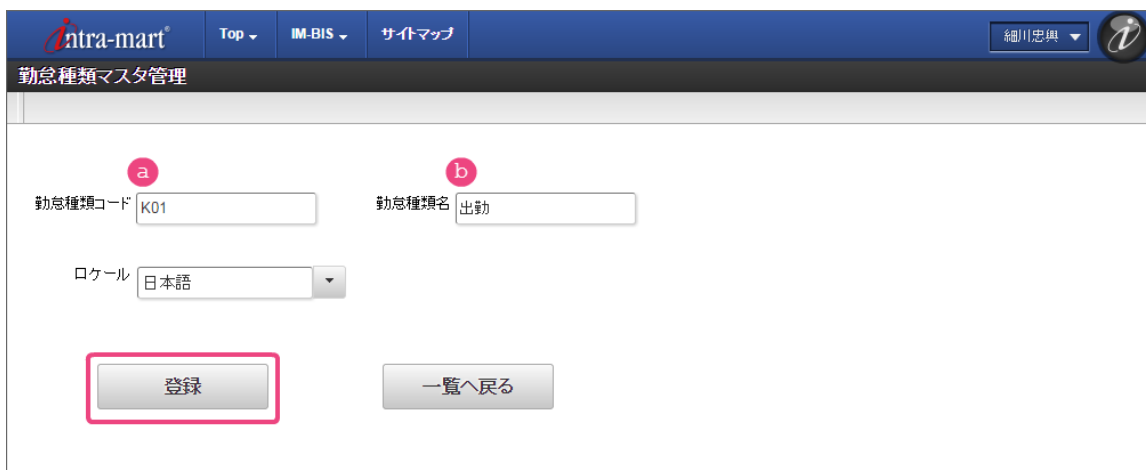 intra-mart® Top IM-BIS サイトマップ 細川忠興
勤怠種類マスタ管理
a b
勤怠種類コード K01 勤怠種類名 出勤
ロケール 日本語
登録 一覧へ戻る